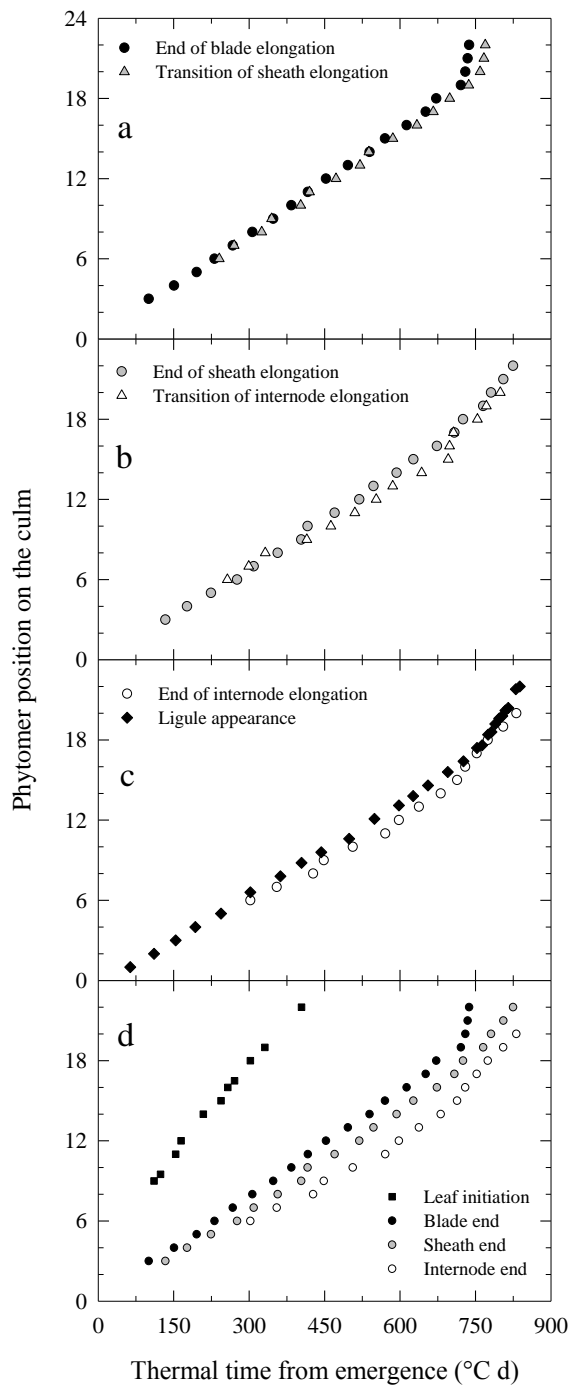 24
End of blade elongation
Transition of sheath elongation
18
a
12
6
0
End of sheath elongation
Transition of internode elongation
18
b
12
6
0
Phytomer position on the culm
End of internode elongation
Ligule appearance
18
c
12
6
0
d
18
12
Leaf initiation
Blade end
6
Sheath end
Internode end
0
0 150 300 450 600 750 900
Thermal time from emergence (°C d)